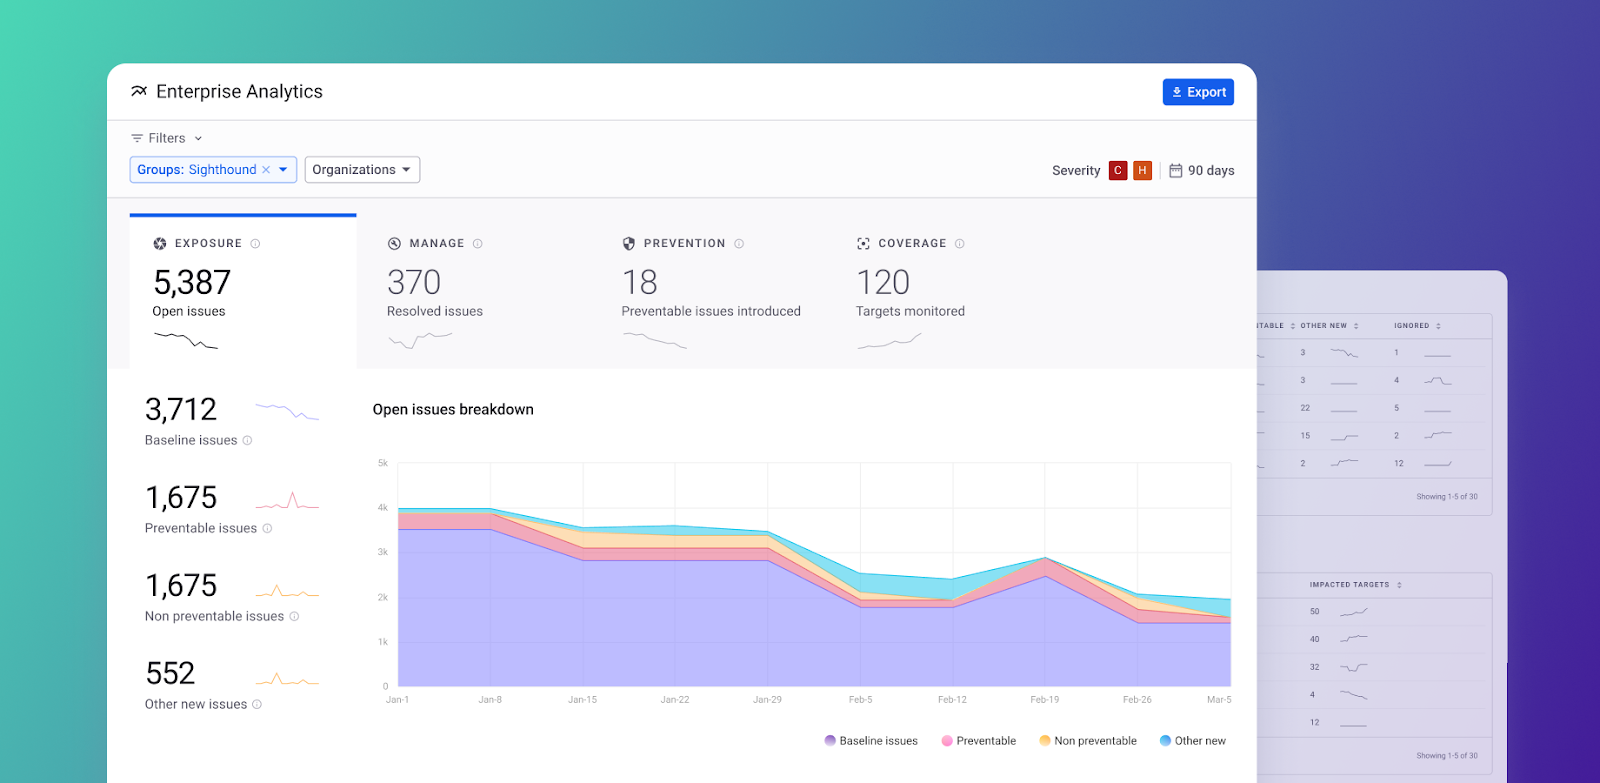 Enterprise Analytics
Export
Filters
Groups: Sighthound
Organizations
Severity C H 90 days
EXPOSURE
5,387
Open issues
MANAGE
370
Resolved issues
PREVENTION
18
Preventable issues introduced
COVERAGE
120
Targets monitored
3,712
Baseline issues
1,675
Preventable issues
1,675
Non preventable issues
552
Other new issues
Open issues breakdown
5k
4k
3k
2k
1k
0
Jan-1 Jan-8 Jan-15 Jan-22 Jan-29 Feb-5 Feb-12 Feb-19 Feb-26 Mar-5
Baseline issues Preventable Non preventable Other new
TABLE OTHER NEW IGNORED
3 1
3 4
22 5
15 2
2 12
Showing 1-5 of 30
IMPACTED TARGETS
50
40
32
4
12
Showing 1-5 of 30